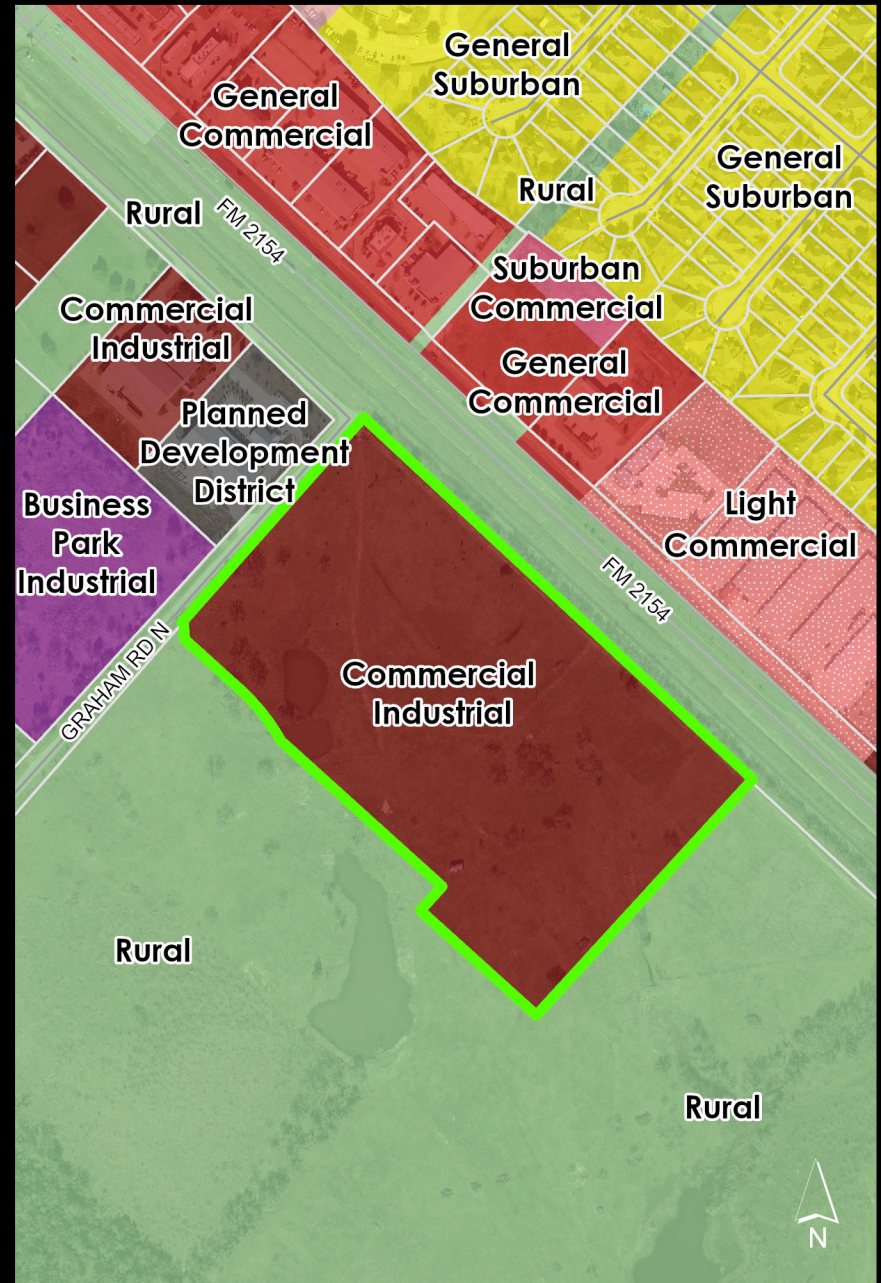 General
Suburban
General
Commercial
General
Suburban
Rural
Rural
FM 2154
Suburban
Commercial
Commercial
Industrial
General
Commercial
Planned
Development
District
Business
Park
Industrial
Light
Commercial
FM 2154
GRAHAM RD N
Commercial
Industrial
Rural
Rural
N